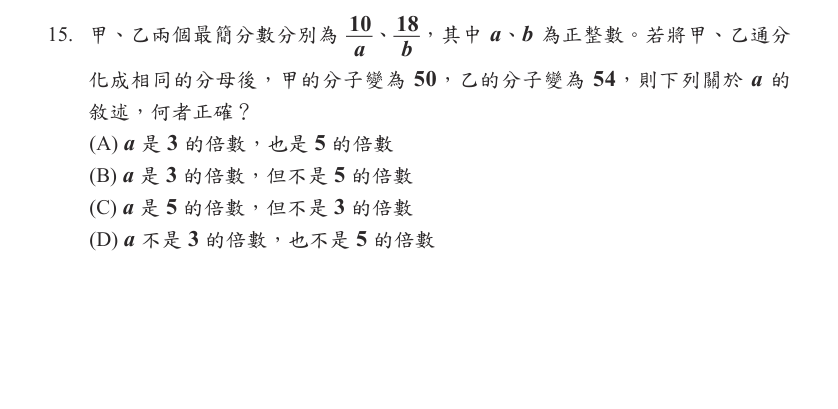 15. 甲、乙兩個最簡分數分別為 10/a、18/b，其中 a、b 為正整數。若將甲、乙通分
化成相同的分母後，甲的分子變為 50，乙的分子變為 54，則下列關於 a 的
敘述，何者正確？
(A) a 是 3 的倍數，也是 5 的倍數
(B) a 是 3 的倍數，但不是 5 的倍數
(C) a 是 5 的倍數，但不是 3 的倍數
(D) a 不是 3 的倍數，也不是 5 的倍數